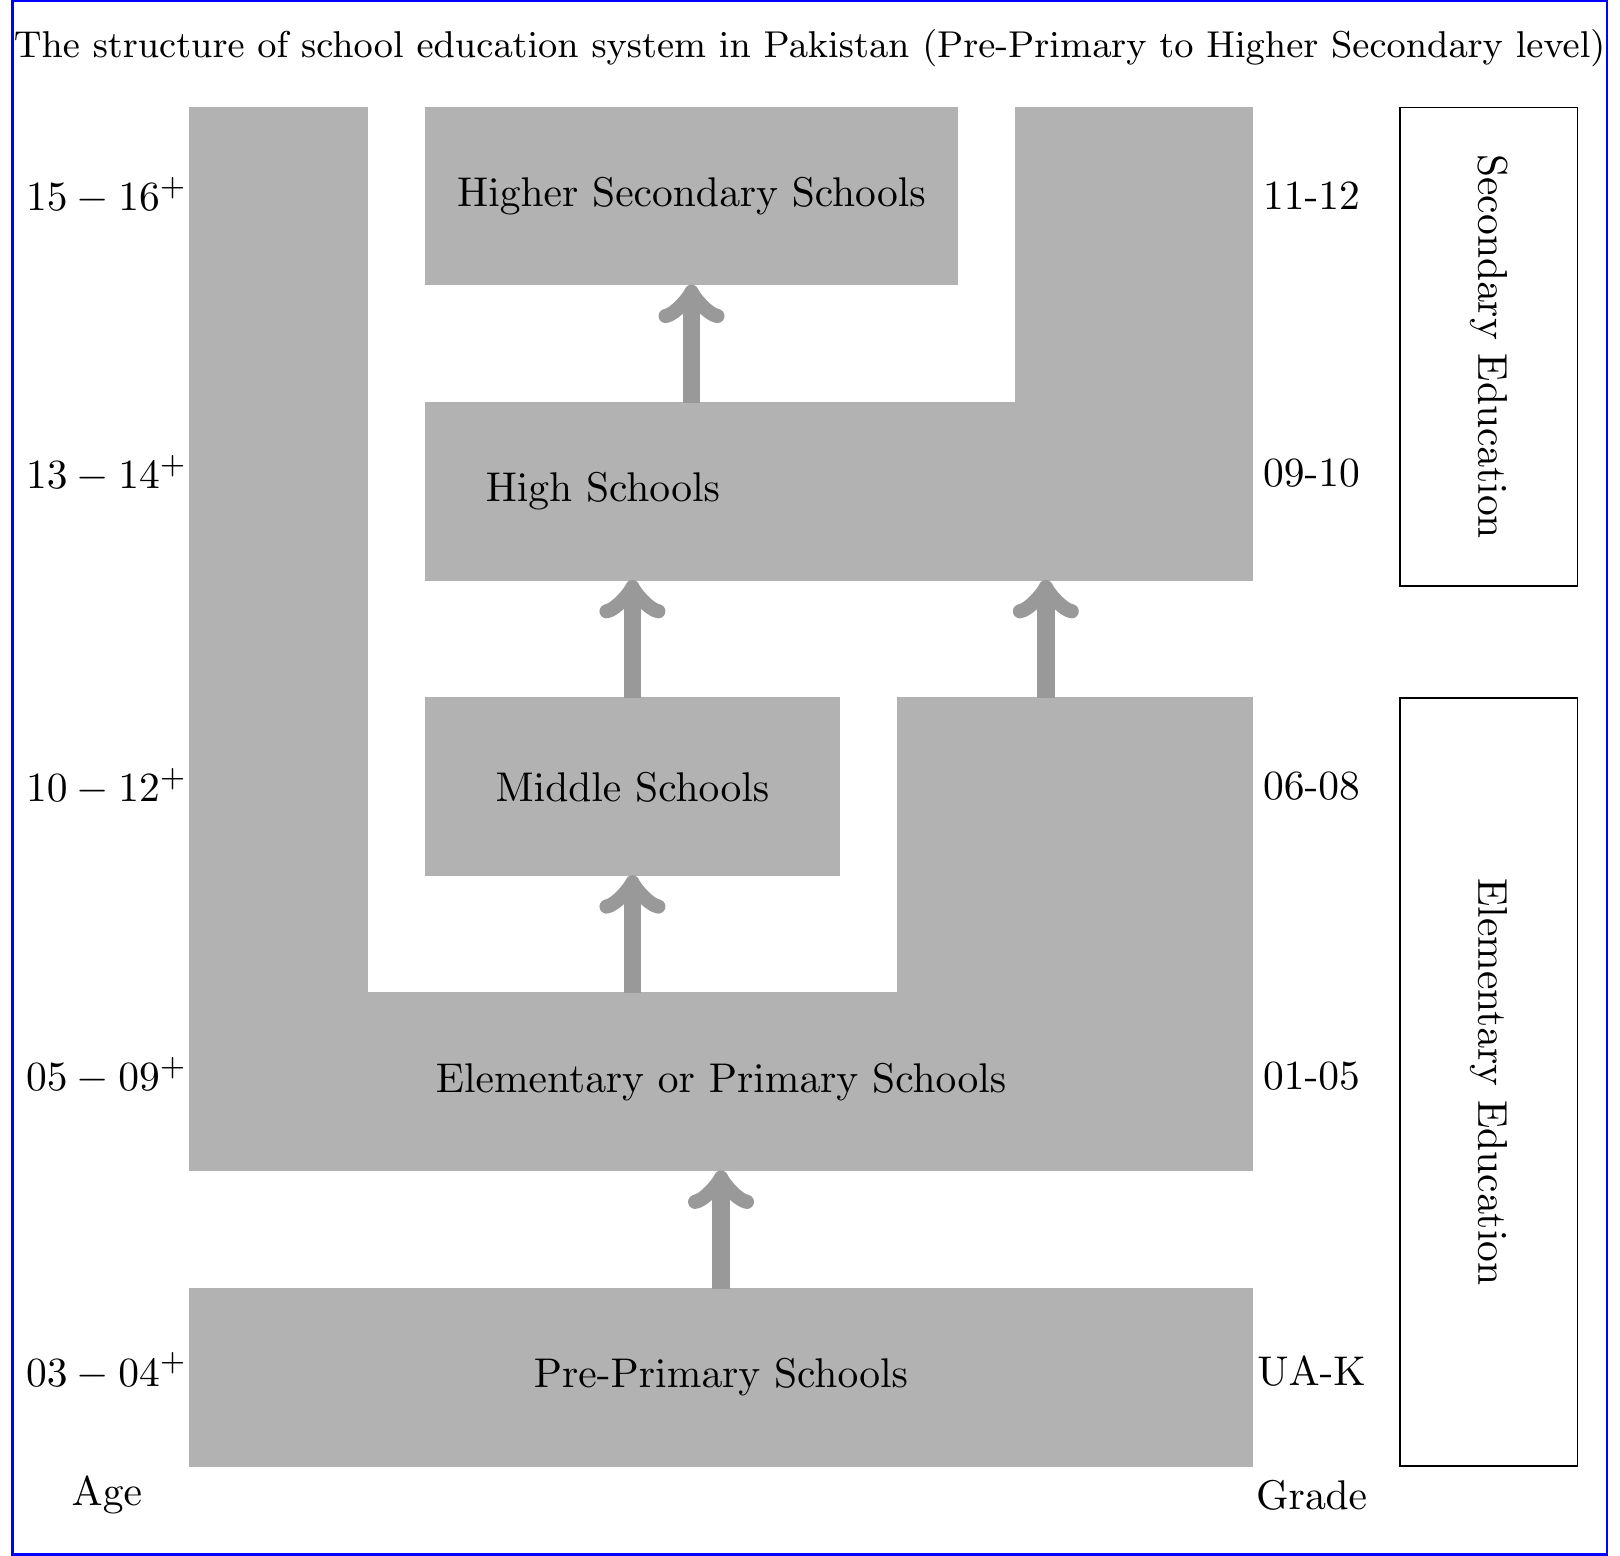 The structure of school education system in Pakistan (Pre-Primary to Higher Secondary level)
15 − 16⁺
Higher Secondary Schools
11-12
Secondary Education
13 − 14⁺
High Schools
09-10
10 − 12⁺
Middle Schools
06-08
Elementary Education
05 − 09⁺
Elementary or Primary Schools
01-05
03 − 04⁺
Pre-Primary Schools
UA-K
Age
Grade